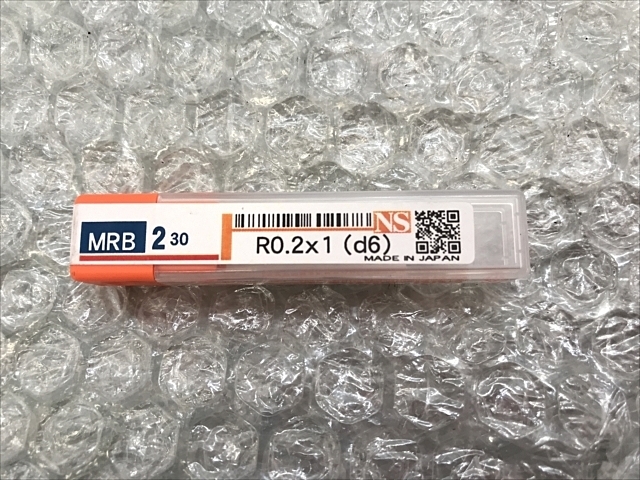 MRB 2 30
NS
R0.2x1 (d6)
MADE IN JAPAN